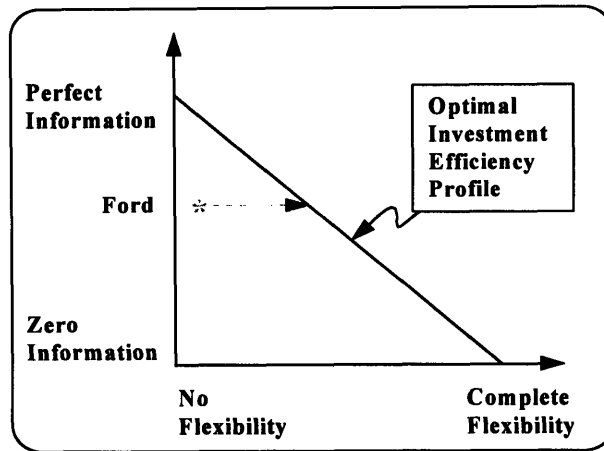 Perfect
Information
Optimal
Investment
Efficiency
Profile
Ford
*
Zero
Information
No
Flexibility
Complete
Flexibility